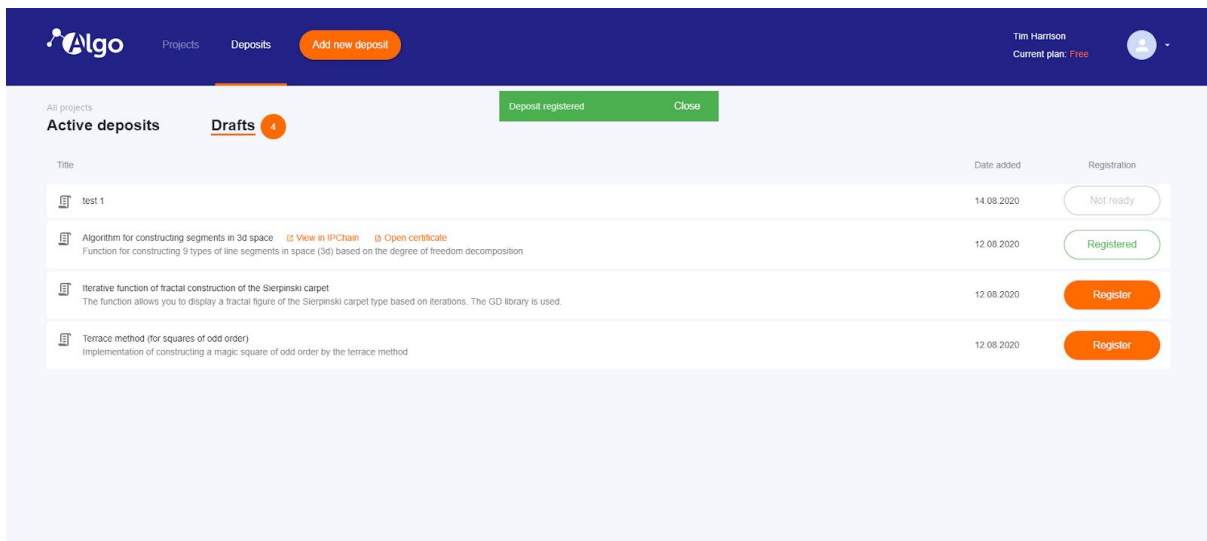 Algo
Projects
Deposits
Add new deposit
Tim Harrison
Current plan: Free
All projects
Active deposits
Drafts 4
Deposit registered Close
Title Date added Registration
test 1 14.08.2020 Not ready
Algorithm for constructing segments in 3d space View in IPChain Open certificate
Function for constructing 9 types of line segments in space (3d) based on the degree of freedom decomposition
12.08.2020 Registered
Iterative function of fractal construction of the Sierpinski carpet
The function allows you to display a fractal figure of the Sierpinski carpet type based on iterations. The GD library is used.
12.08.2020 Register
Terrace method (for squares of odd order)
Implementation of constructing a magic square of odd order by the terrace method
12.08.2020 Register